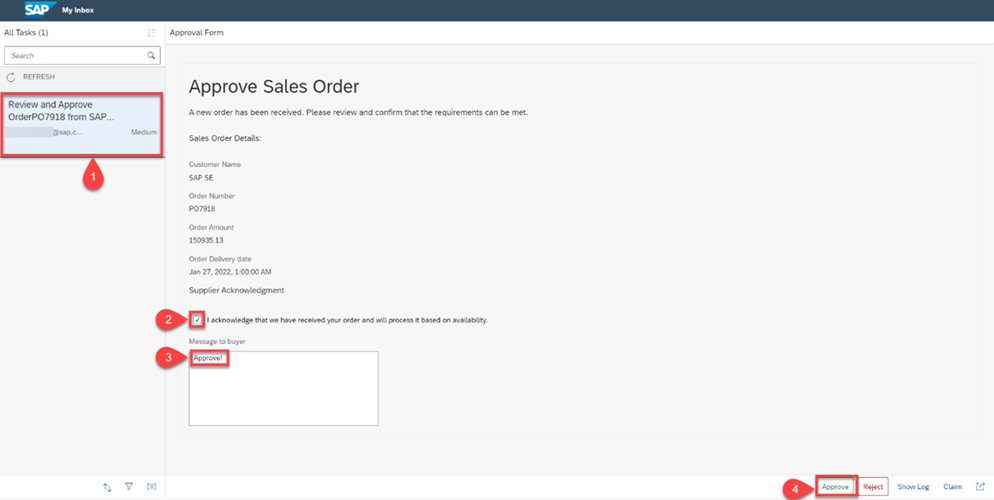 SAP My Inbox
All Tasks (1)
Search
REFRESH
Review and Approve
OrderPO7918 from SAP...
@sap.c... Medium
1
Approval Form
Approve Sales Order
A new order has been received. Please review and confirm that the requirements can be met.
Sales Order Details:
Customer Name
SAP SE
Order Number
PO7918
Order Amount
150935.13
Order Delivery date
Jan 27, 2022, 1:00:00 AM
Supplier Acknowledgment
2 I acknowledge that we have received your order and will process it based on availability.
Message to buyer
3 Approve!
4 Approve Reject Show Log Claim